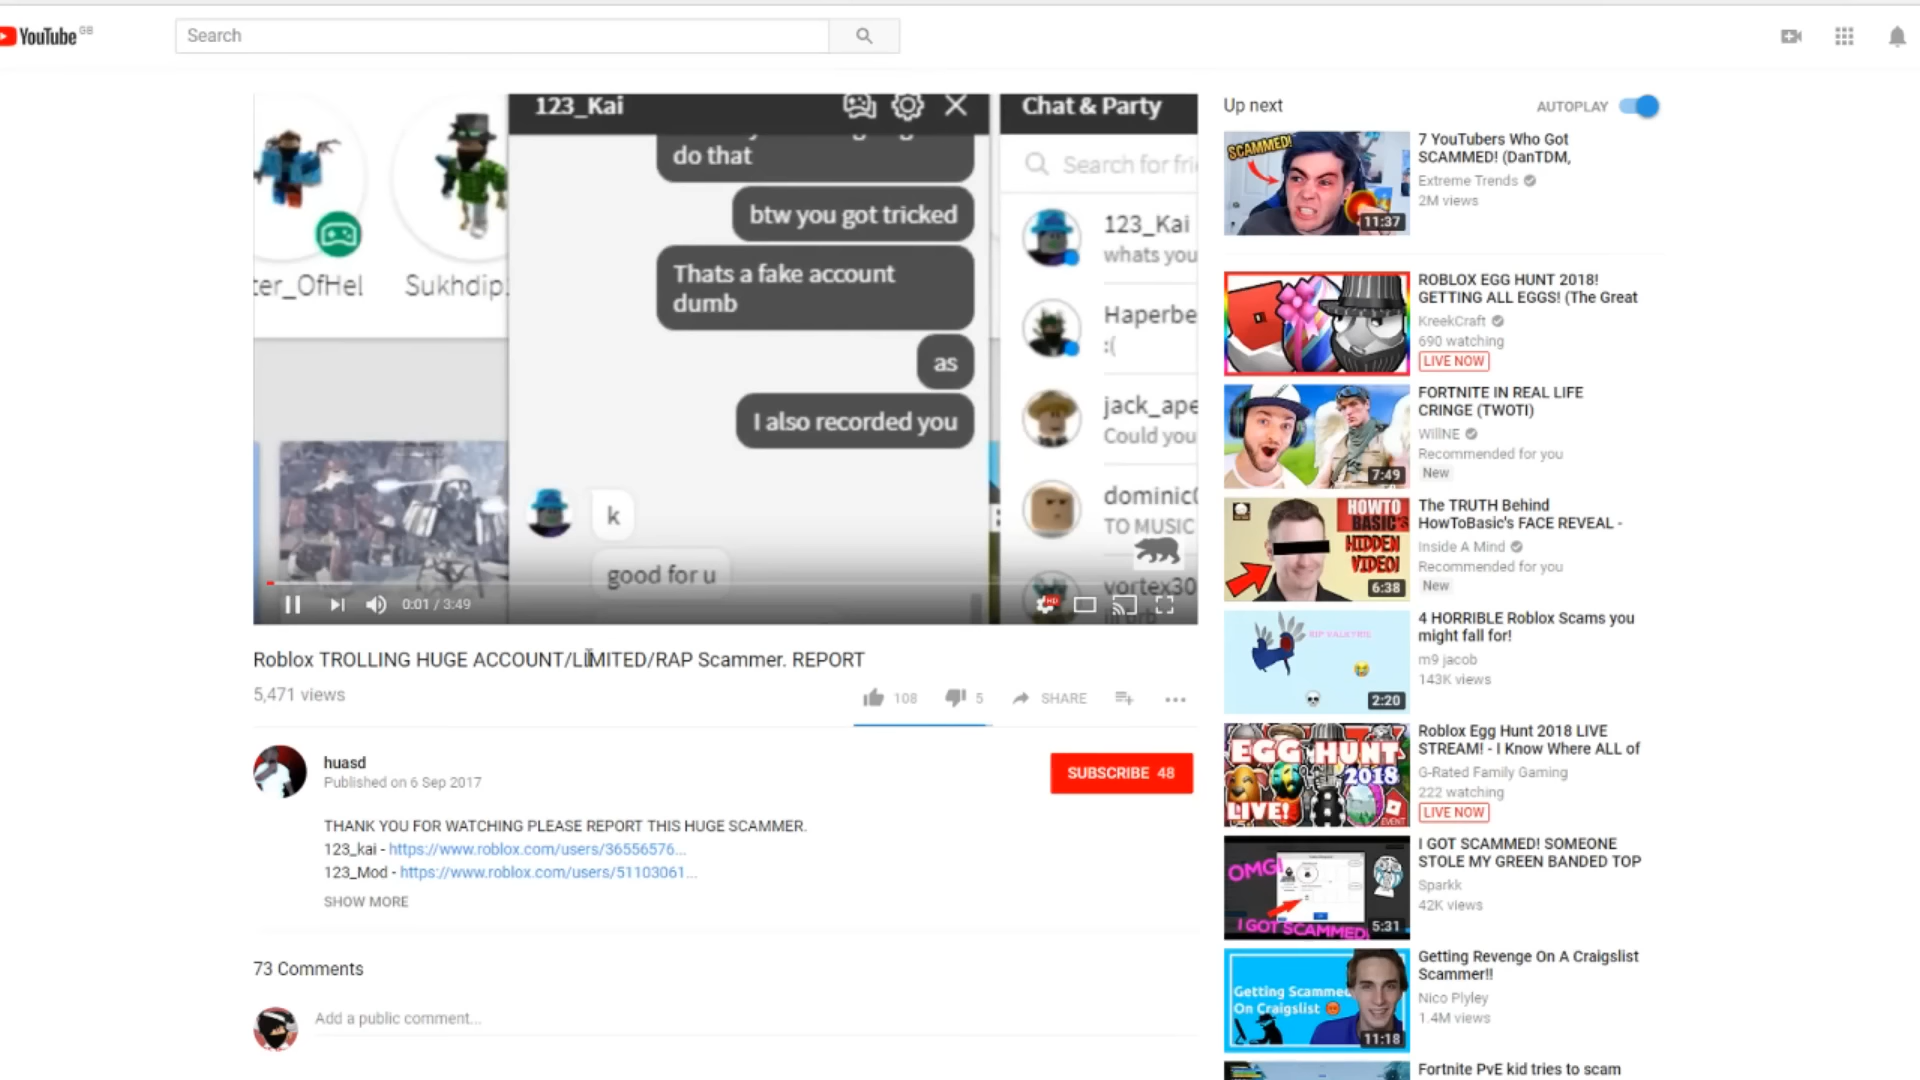 YouTube GB
Search
123_Kai
Chat & Party
do that
Search for fri
btw you got tricked
123_Kai
whats you
Thats a fake account
dumb
ter_OfHel
Sukhdip
Haperbe
:(
as
jack_ape
Could you
I also recorded you
k
dominic
TO MUSIC
good for u
vortex30
0:01 / 3:49
HD
Roblox TROLLING HUGE ACCOUNT/LIMITED/RAP Scammer. REPORT
5,471 views
108
5
SHARE
huasd
Published on 6 Sep 2017
SUBSCRIBE 48
THANK YOU FOR WATCHING PLEASE REPORT THIS HUGE SCAMMER.
123_kai - https://www.roblox.com/users/36556576...
123_Mod - https://www.roblox.com/users/51103061...
SHOW MORE
73 Comments
Add a public comment...
Up next
AUTOPLAY
SCAMMED!
11:37
7 YouTubers Who Got
SCAMMED! (DanTDM,
Extreme Trends
2M views
ROBLOX EGG HUNT 2018!
GETTING ALL EGGS! (The Great
KreekCraft
690 watching
LIVE NOW
7:49
FORTNITE IN REAL LIFE
CRINGE (TWOTI)
WillNE
Recommended for you
New
HOWTO
BASIC'S
HIDDEN
VIDEO!
6:38
The TRUTH Behind
HowToBasic's FACE REVEAL -
Inside A Mind
Recommended for you
New
RIP VALKYRIE
2:20
4 HORRIBLE Roblox Scams you
might fall for!
m9 jacob
143K views
EGG HUNT
2018
LIVE!
EVENT
Roblox Egg Hunt 2018 LIVE
STREAM! - I Know Where ALL of
G-Rated Family Gaming
222 watching
LIVE NOW
OMG!
I GOT SCAMMED!
5:31
I GOT SCAMMED! SOMEONE
STOLE MY GREEN BANDED TOP
Sparkk
42K views
Getting Scammed
On Craigslist
11:18
Getting Revenge On A Craigslist
Scammer!!
Nico Plyley
1.4M views
Fortnite PvE kid tries to scam